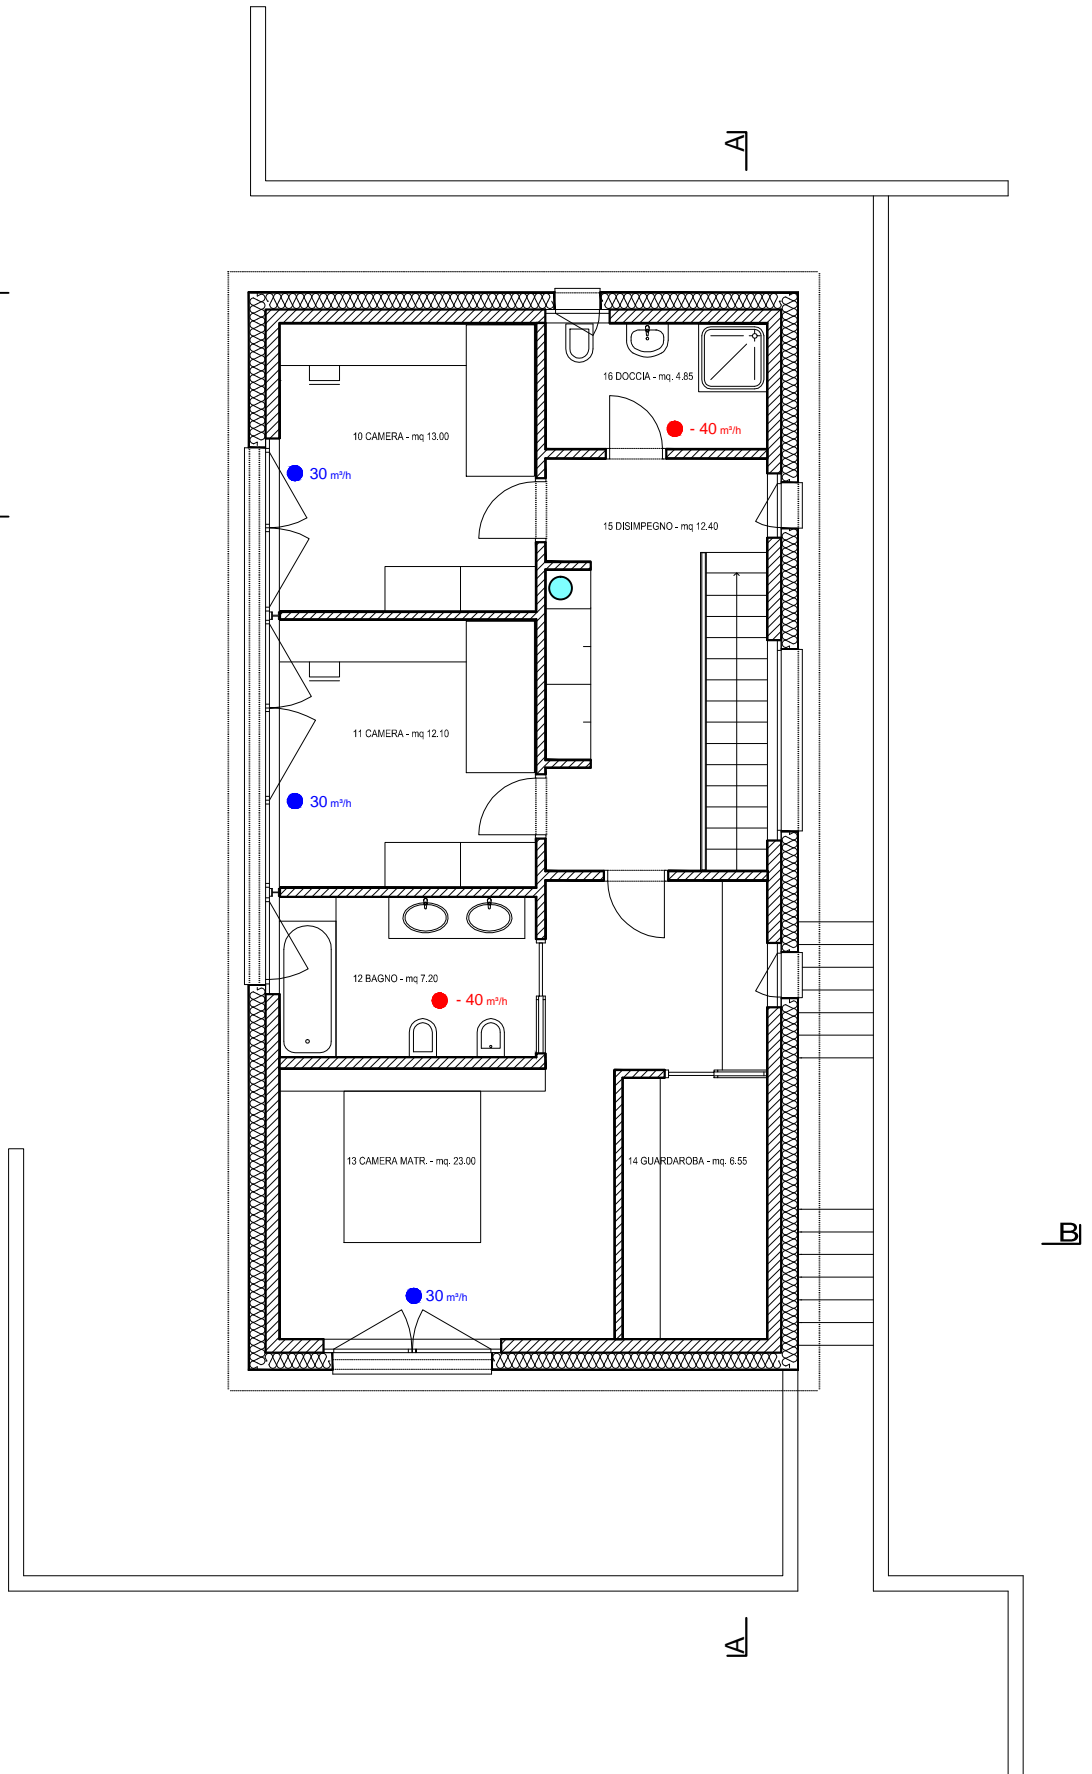 A
16 DOCCIA - mq. 4.85
- 40 m³/h
10 CAMERA - mq 13.00
30 m³/h
15 DISIMPEGNO - mq 12.40
11 CAMERA - mq 12.10
30 m³/h
12 BAGNO - mq 7.20
- 40 m³/h
13 CAMERA MATR. - mq. 23.00
14 GUARDAROBA - mq. 6.55
B
30 m³/h
A